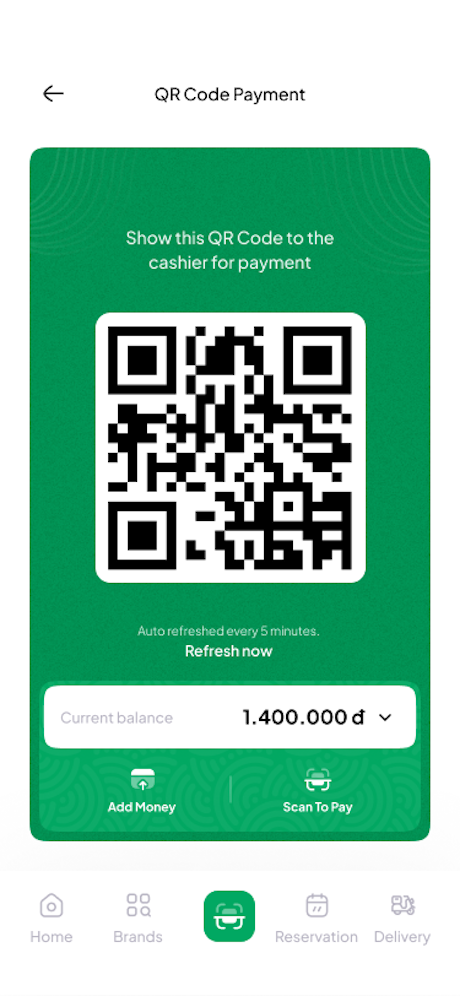 QR Code Payment
Show this QR Code to the
cashier for payment
Auto refreshed every 5 minutes.
Refresh now
Current balance 1.400.000 đ
Add Money Scan To Pay
Home Brands Reservation Delivery